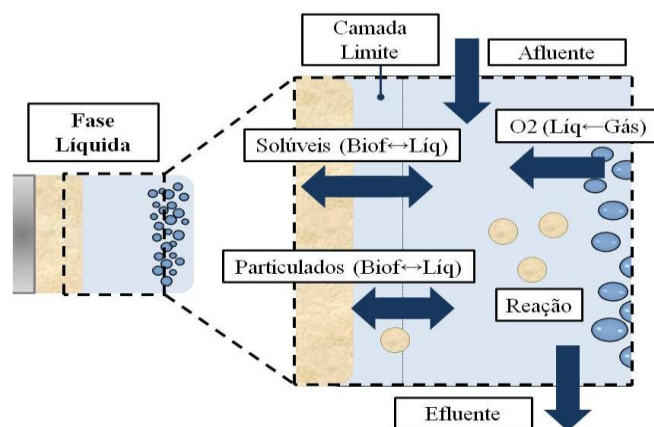 Camada
Limite
Afluente
Fase
Líquida
O2 (Líq←Gás)
Solúveis (Biof↔Líq)
Particulados (Biof↔Líq)
Reação
Efluente